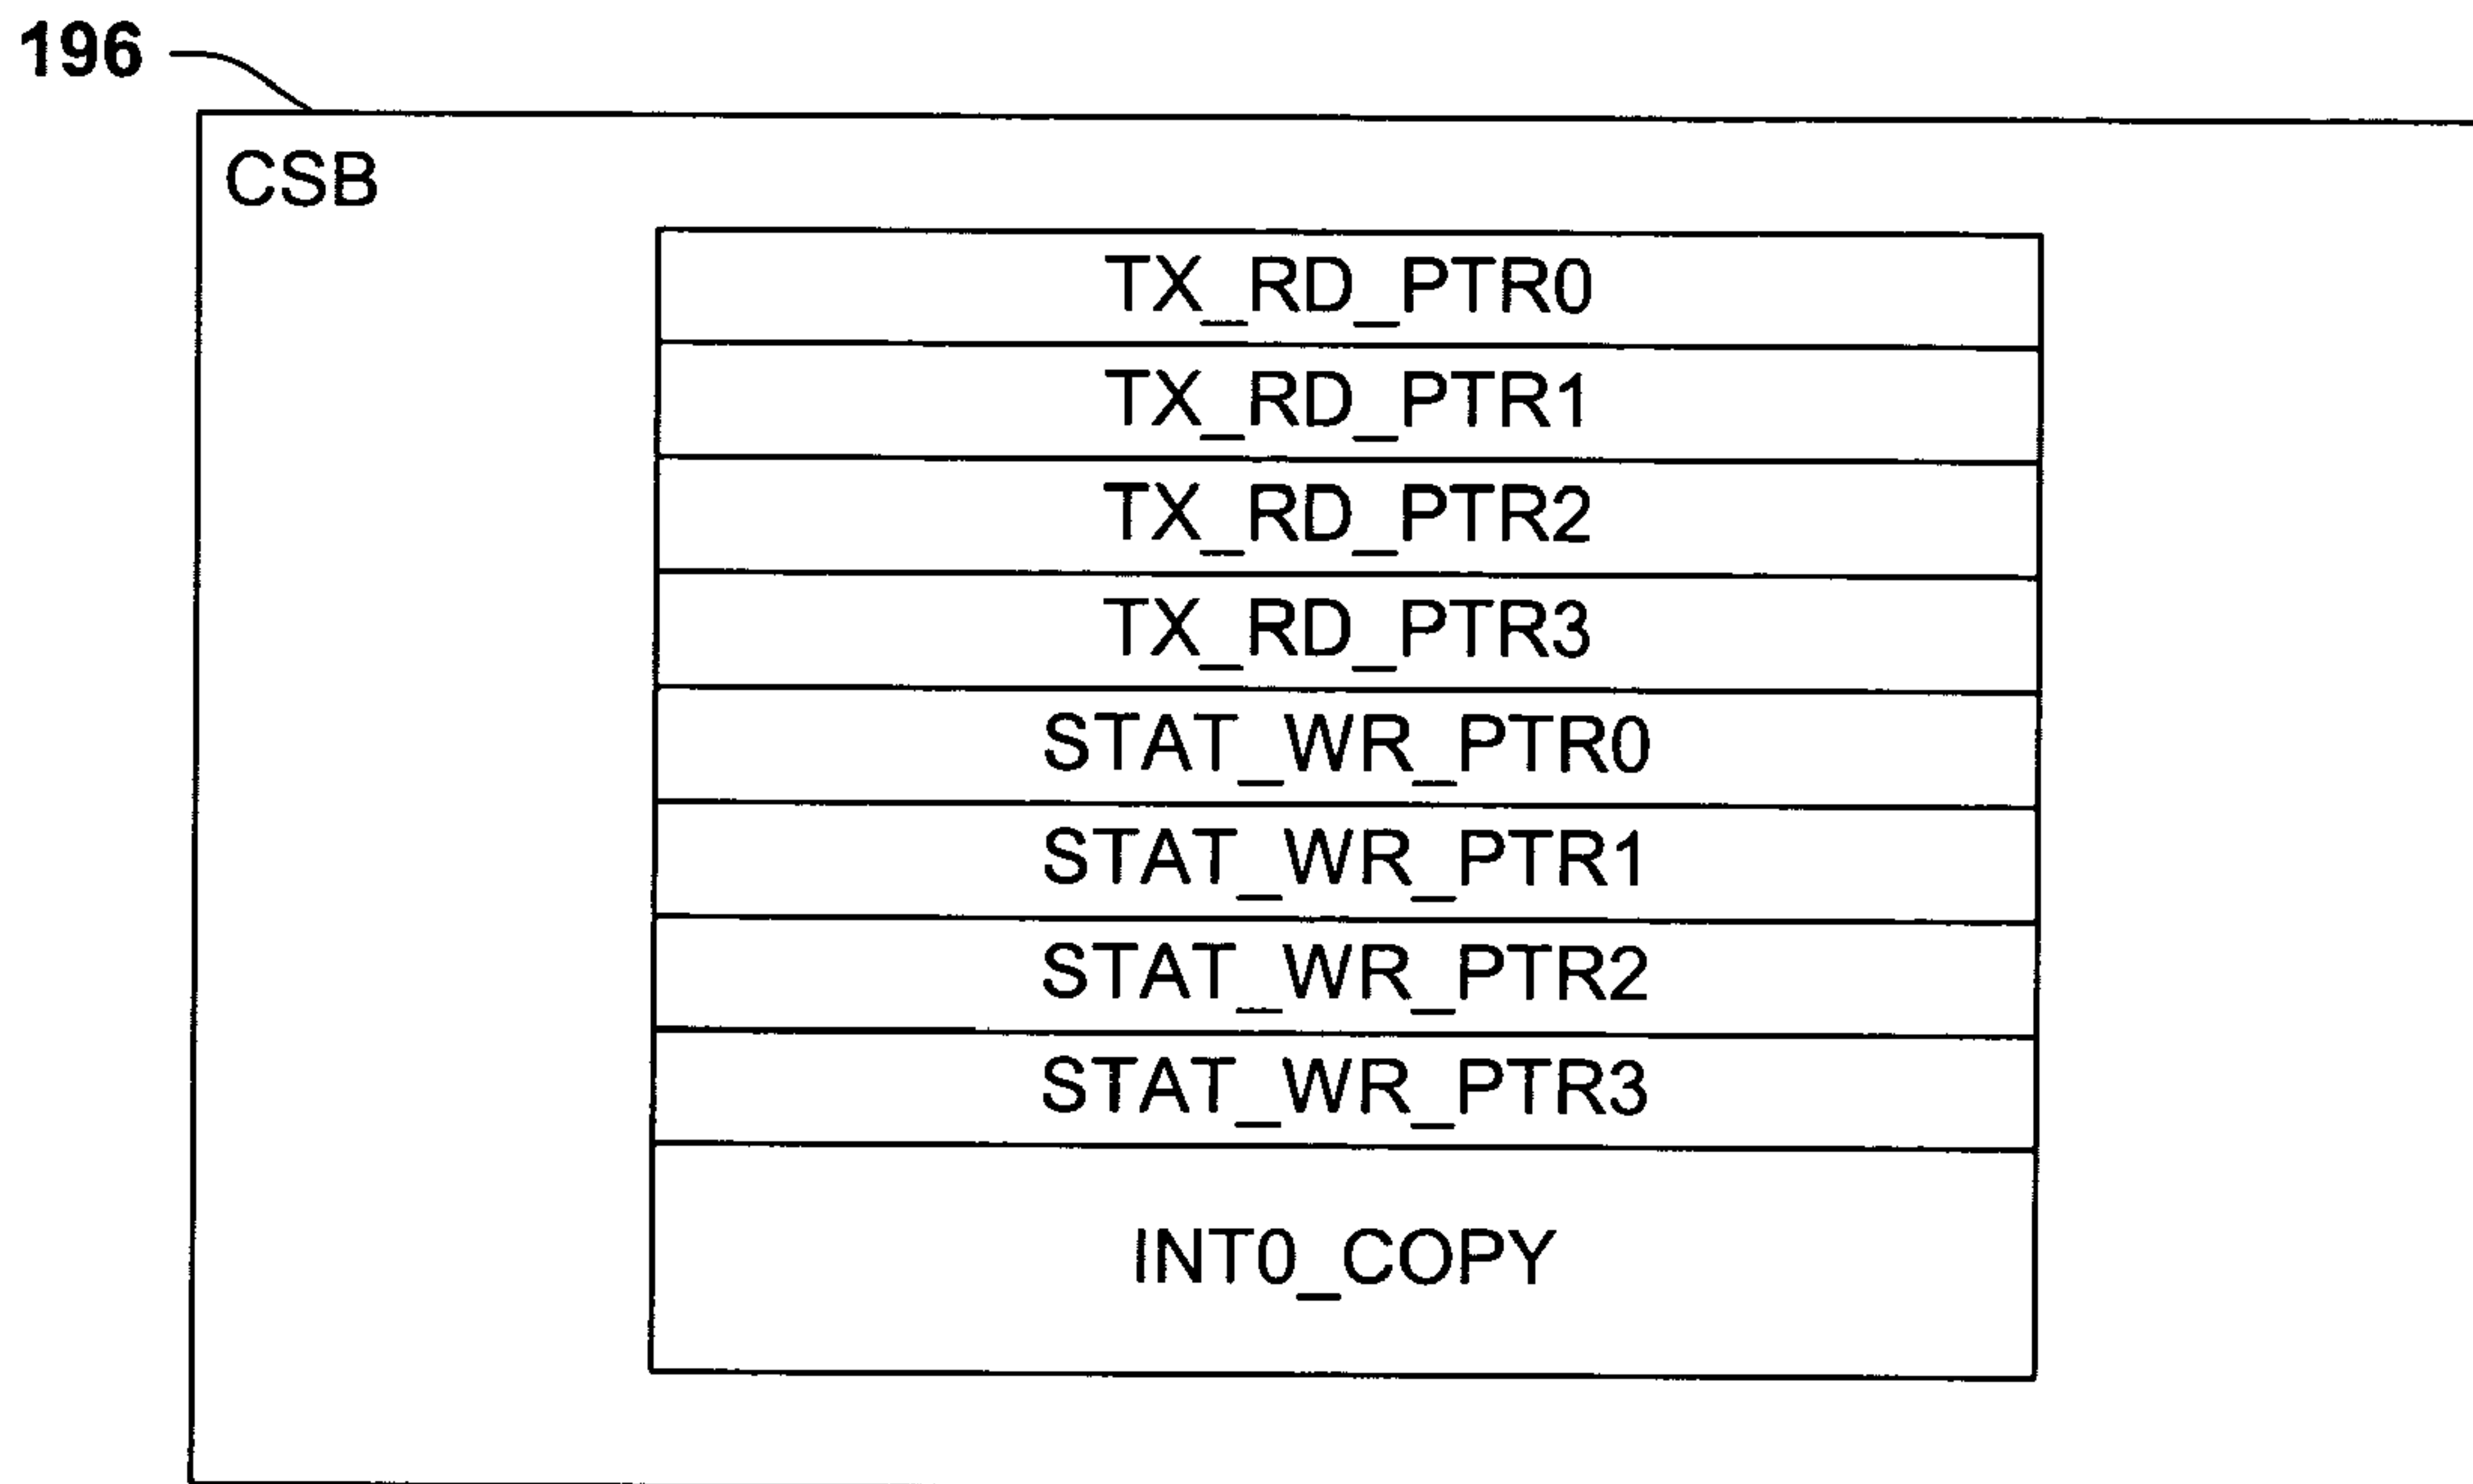 196
CSB
TX_RD_PTR0
TX_RD_PTR1
TX_RD_PTR2
TX_RD_PTR3
STAT_WR_PTR0
STAT_WR_PTR1
STAT_WR_PTR2
STAT_WR_PTR3
INT0_COPY